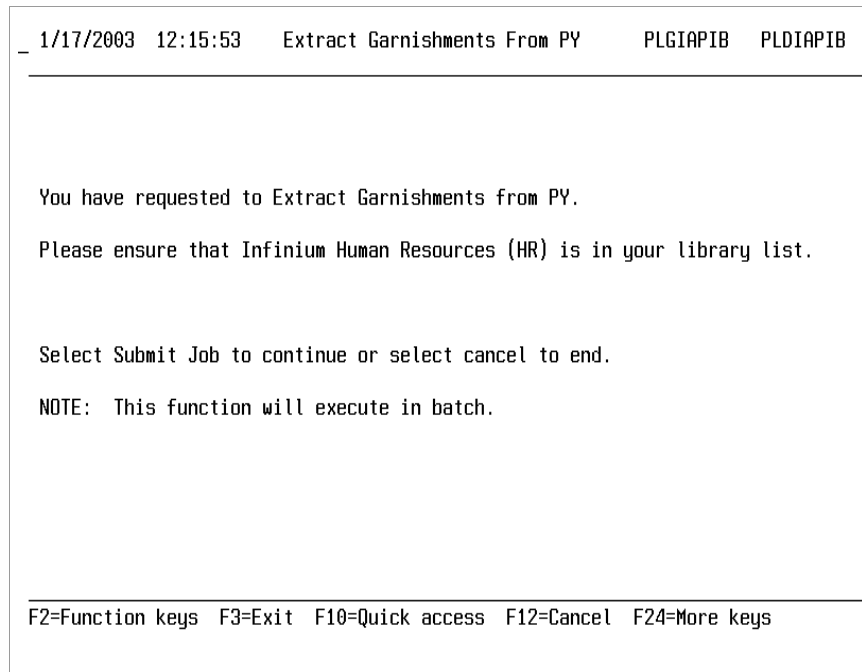 _ 1/17/2003 12:15:53 Extract Garnishments From PY PLGIAPIB PLDIAPIB
You have requested to Extract Garnishments from PY.
Please ensure that Infinium Human Resources (HR) is in your library list.
Select Submit Job to continue or select cancel to end.
NOTE: This function will execute in batch.
F2=Function keys F3=Exit F10=Quick access F12=Cancel F24=More keys